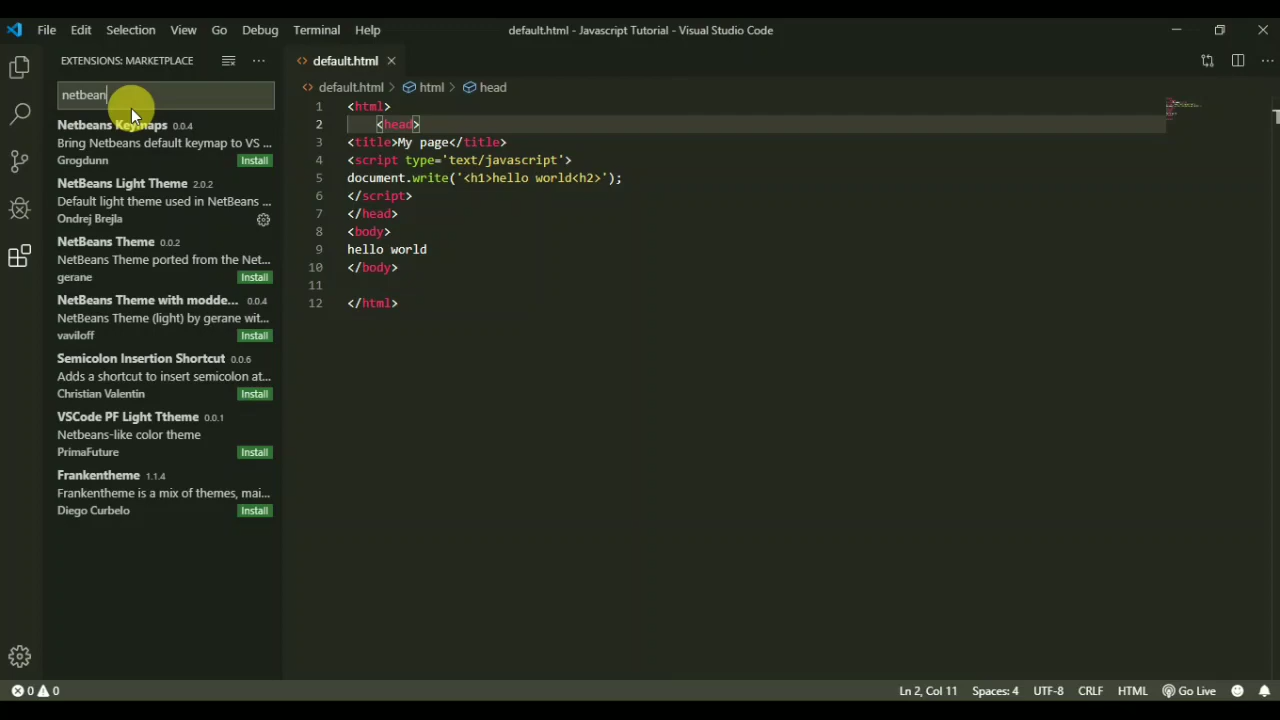 File Edit Selection View Go Debug Terminal Help
default.html - Javascript Tutorial - Visual Studio Code
EXTENSIONS: MARKETPLACE
netbean
Netbeans Keymaps 0.0.4
Bring Netbeans default keymap to VS ...
Grogdunn Install
NetBeans Light Theme 2.0.2
Default light theme used in NetBeans ...
Ondrej Brejla
NetBeans Theme 0.0.2
NetBeans Theme ported from the Net...
gerane Install
NetBeans Theme with modde... 0.0.4
NetBeans Theme (light) by gerane wit...
vaviloff Install
Semicolon Insertion Shortcut 0.0.6
Adds a shortcut to insert semicolon at...
Christian Valentin Install
VSCode PF Light Ttheme 0.0.1
Netbeans-like color theme
PrimaFuture Install
Frankentheme 1.1.4
Frankentheme is a mix of themes, mai...
Diego Curbelo Install
default.html
default.html > html > head
1 <html>
2 <head>
3 <title>My page</title>
4 <script type='text/javascript'>
5 document.write('<h1>hello world<h2>');
6 </script>
7 </head>
8 <body>
9 hello world
10 </body>
11
12 </html>
0 0
Ln 2, Col 11 Spaces: 4 UTF-8 CRLF HTML Go Live